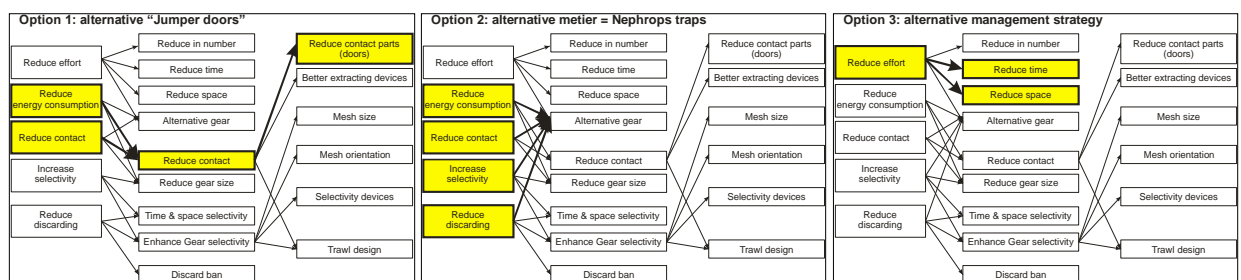 Option 1: alternative “Jumper doors”
Reduce effort
Reduce
energy consumption
Reduce contact
Increase
selectivity
Reduce
discarding
Reduce in number
Reduce time
Reduce space
Alternative gear
Reduce contact
Reduce gear size
Time & space selectivity
Enhance Gear selectivity
Discard ban
Reduce contact parts
(doors)
Better extracting devices
Mesh size
Mesh orientation
Selectivity devices
Trawl design
Option 2: alternative metier = Nephrops traps
Reduce effort
Reduce
energy consumption
Reduce contact
Increase
selectivity
Reduce
discarding
Reduce in number
Reduce time
Reduce space
Alternative gear
Reduce contact
Reduce gear size
Time & space selectivity
Enhance Gear selectivity
Discard ban
Reduce contact parts
(doors)
Better extracting devices
Mesh size
Mesh orientation
Selectivity devices
Trawl design
Option 3: alternative management strategy
Reduce effort
Reduce
energy consumption
Reduce contact
Increase
selectivity
Reduce
discarding
Reduce in number
Reduce time
Reduce space
Alternative gear
Reduce contact
Reduce gear size
Time & space selectivity
Enhance Gear selectivity
Discard ban
Reduce contact parts
(doors)
Better extracting devices
Mesh size
Mesh orientation
Selectivity devices
Trawl design